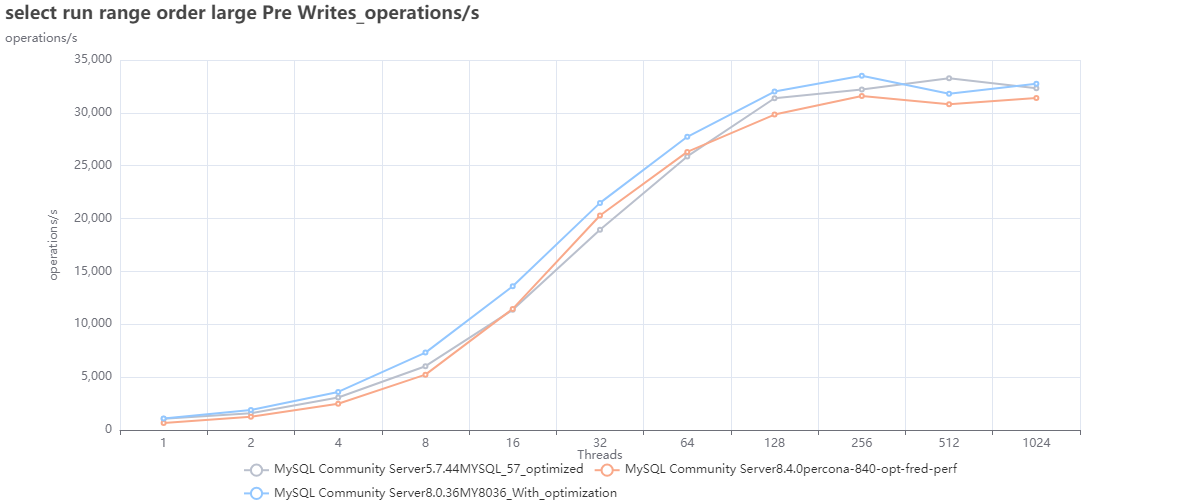 select run range order large Pre Writes_operations/s
operations/s
35,000
30,000
25,000
20,000
15,000
10,000
5,000
0
operations/s
1 2 4 8 16 32 64 128 256 512 1024
Threads
MySQL Community Server5.7.44MYSQL_57_optimized MySQL Community Server8.4.0percona-840-opt-fred-perf
MySQL Community Server8.0.36MY8036_With_optimization